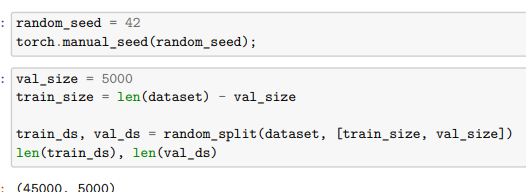 : random_seed = 42
torch.manual_seed(random_seed);
: val_size = 5000
train_size = len(dataset) - val_size
train_ds, val_ds = random_split(dataset, [train_size, val_size])
len(train_ds), len(val_ds)
: (45000, 5000)